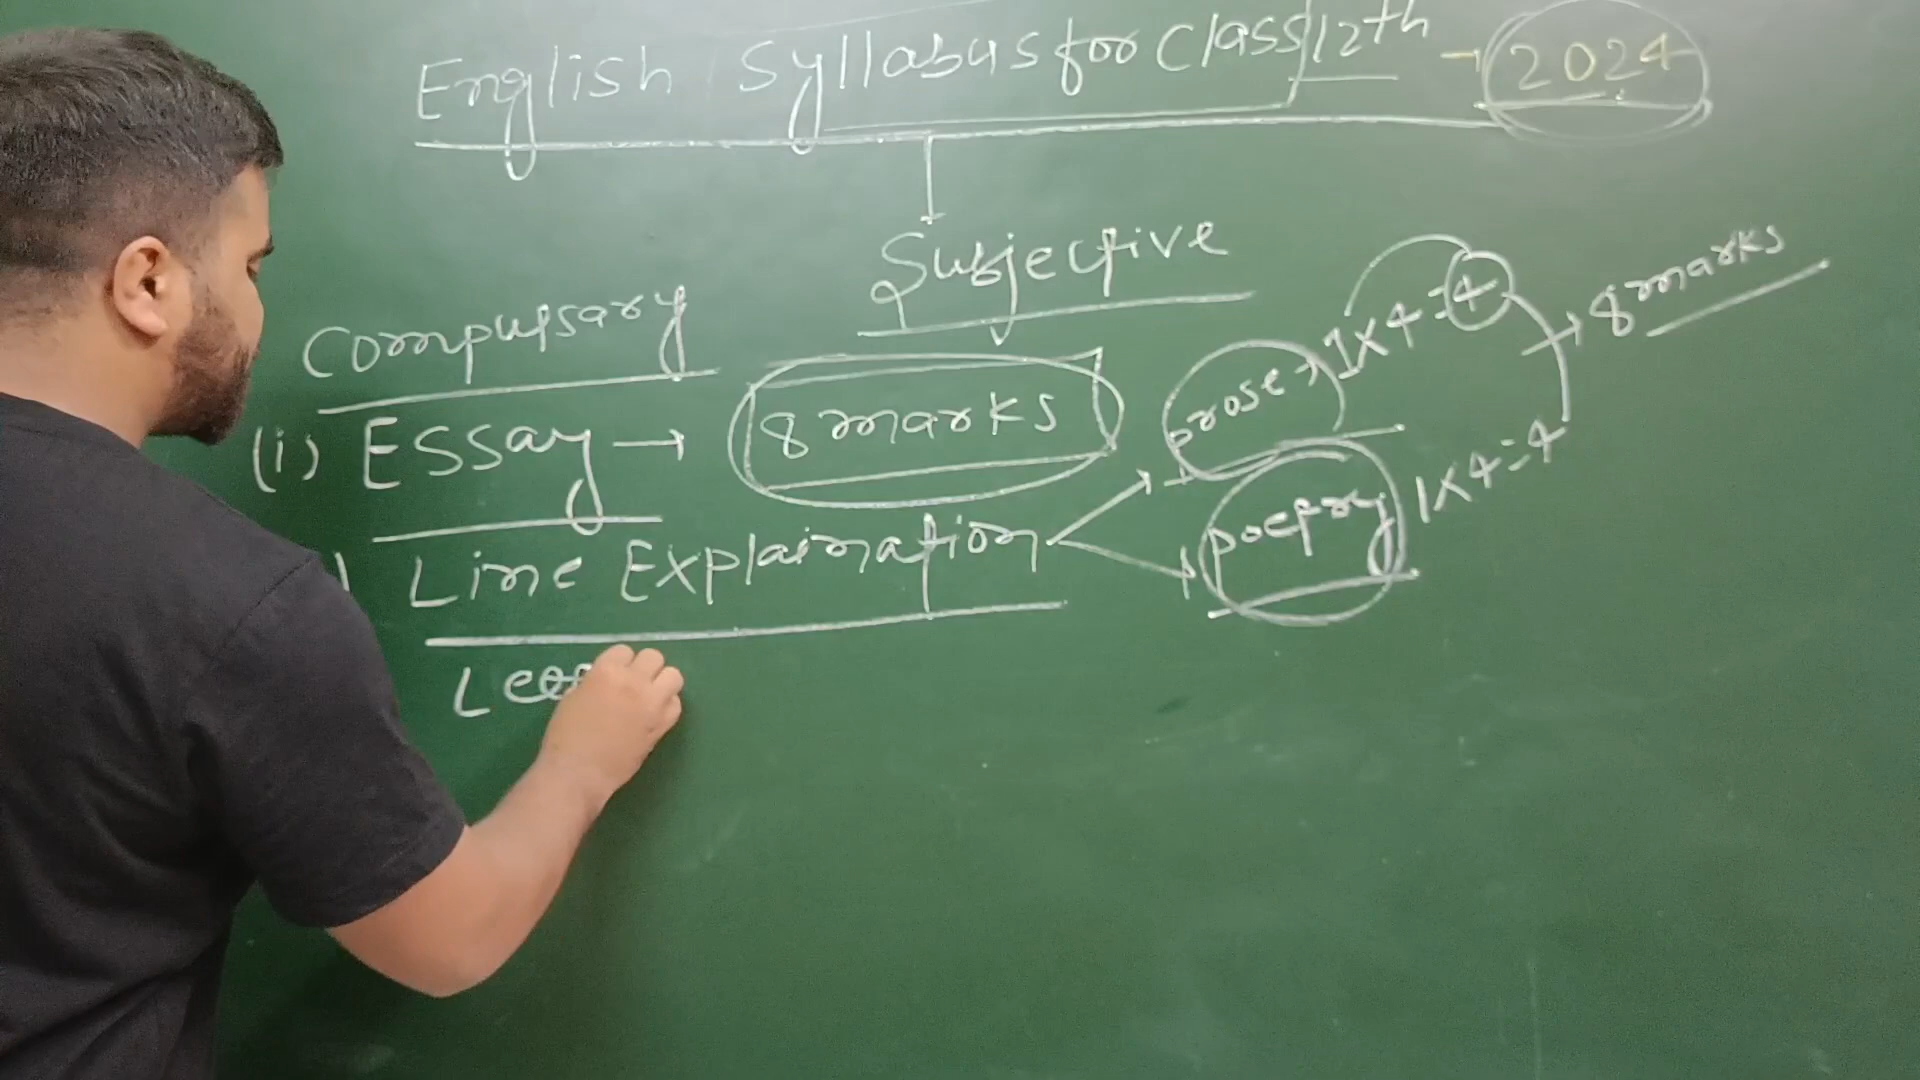 English Syllabus for Class 12th → 2024
Subjective
Compulsary
(i) ESSay → 8 marks
Line Explaination
prose → 1×4=4
poetry 1×4=4
→ 8 marks